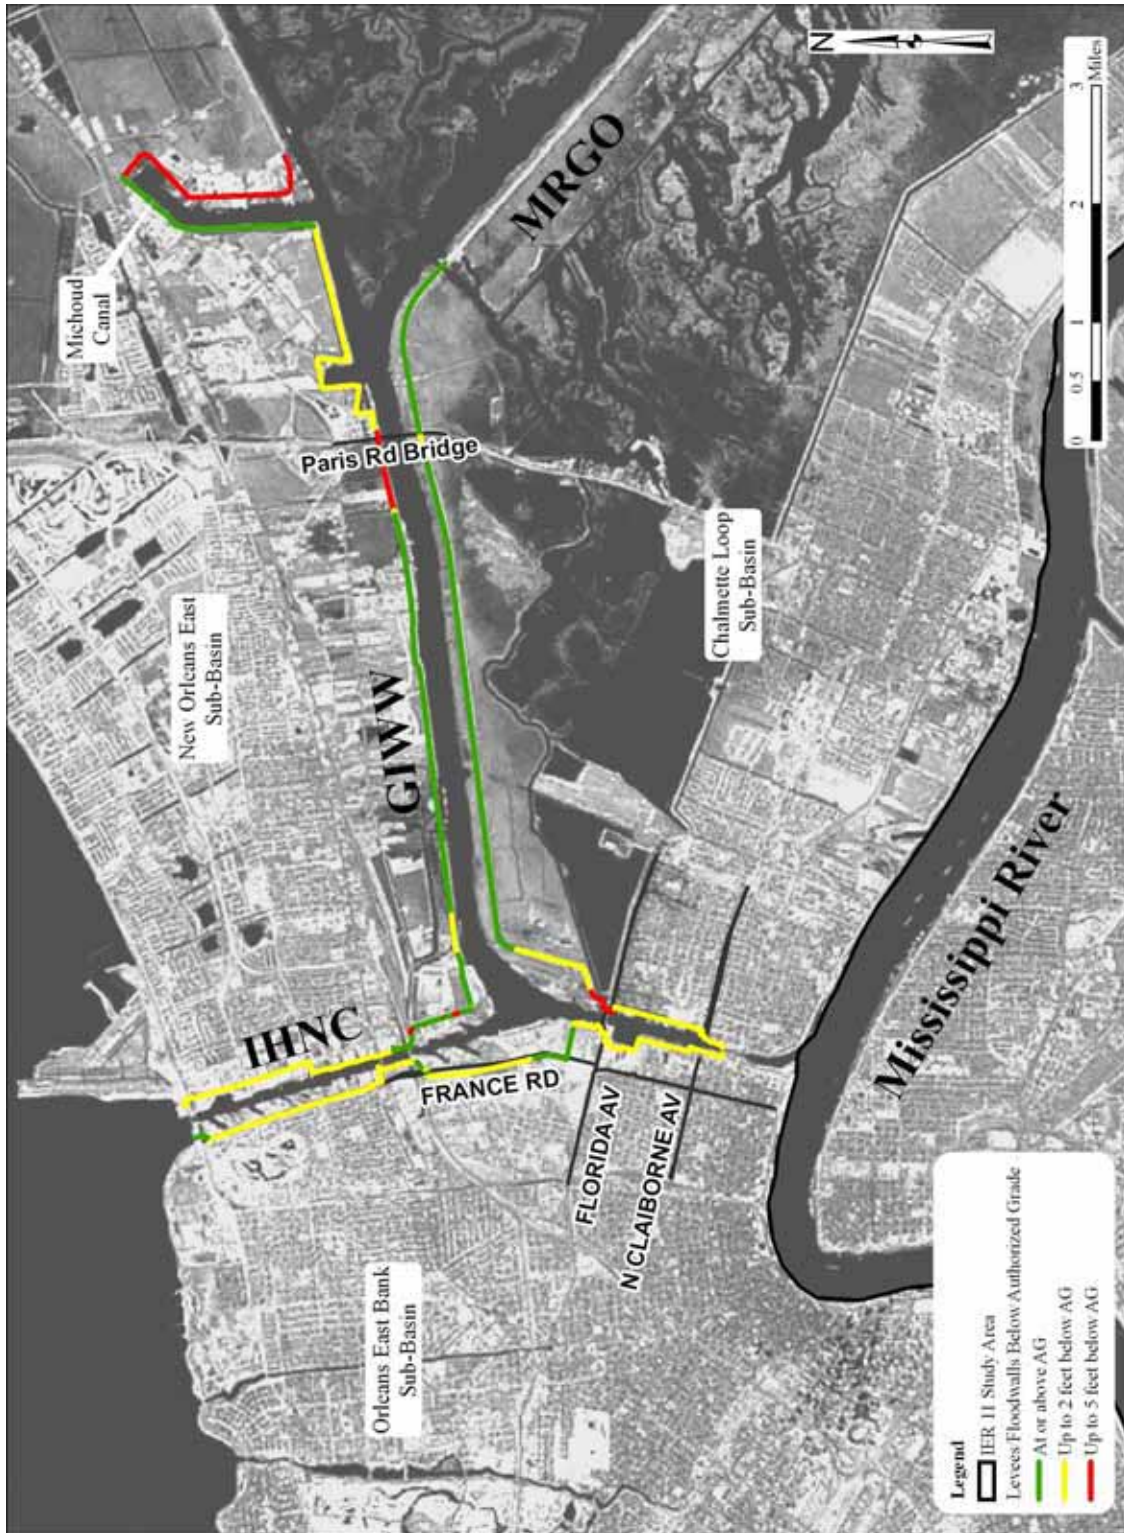 Michoud
Canal
N
MRGO
0
0.5
1
2
3
Miles
Paris Rd Bridge
New Orleans East
Sub-Basin
GIWW
Chalmette Loop
Sub-Basin
IHNC
FRANCE RD
FLORIDA AV
N CLAIBORNE AV
Mississippi River
Orleans East Bank
Sub-Basin
Legend
IER 11 Study Area
Levees/Floodwalls Below Authorized Grade
At or above AG
Up to 2 feet below AG
Up to 5 feet below AG